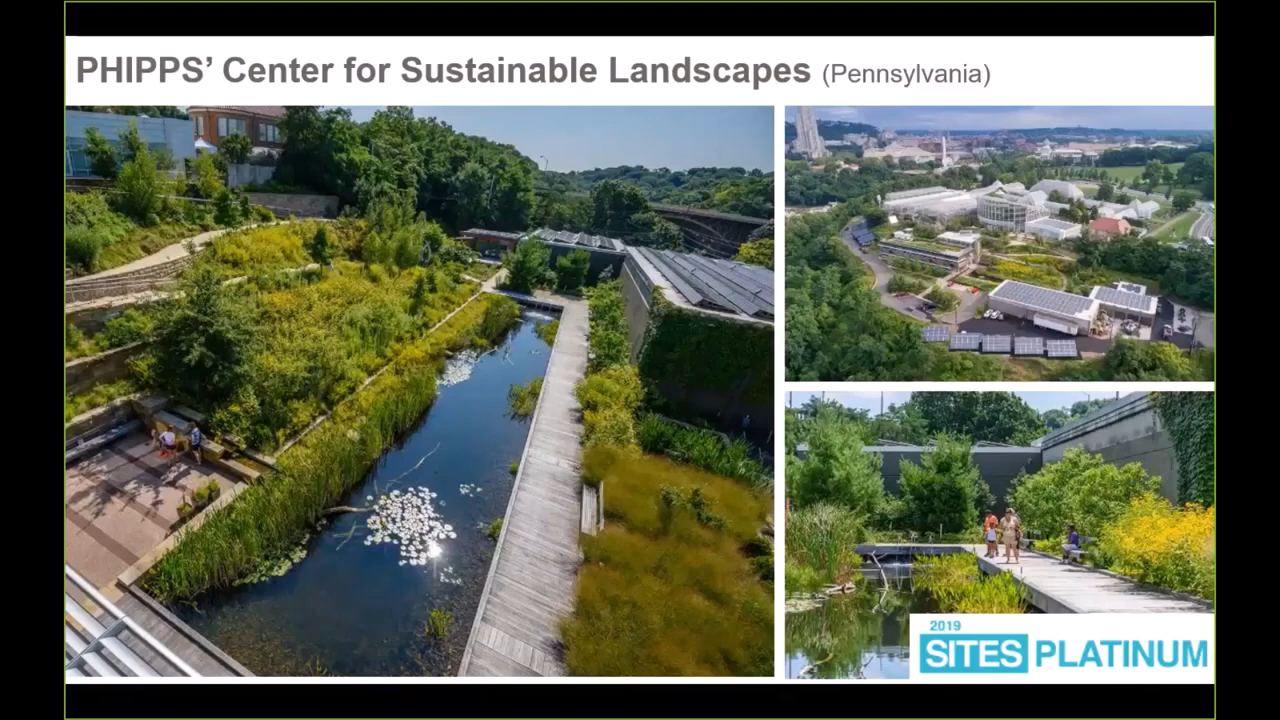 PHIPPS’ Center for Sustainable Landscapes (Pennsylvania)
2019
SITES PLATINUM